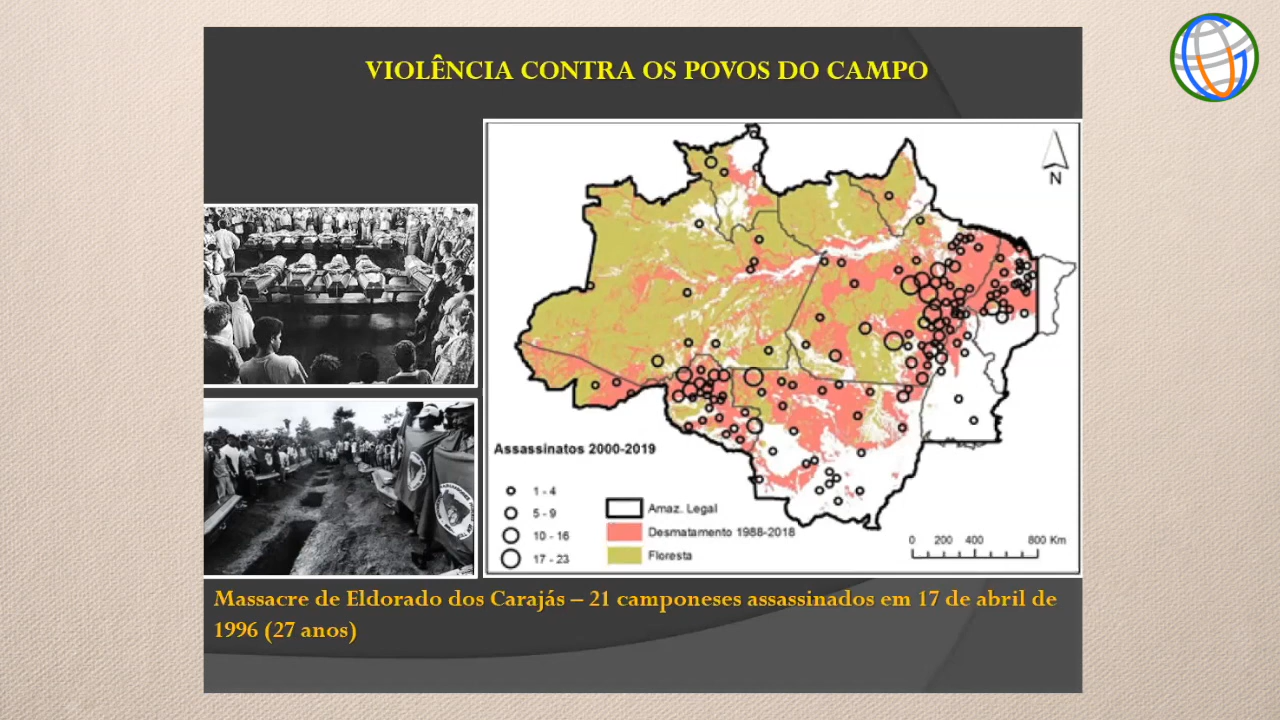 VIOLÊNCIA CONTRA OS POVOS DO CAMPO
N
Assassinatos 2000-2019
1 - 4
5 - 9
10 - 16
17 - 23
Amaz. Legal
Desmatamento 1988-2018
Floresta
0 200 400 800 Km
Massacre de Eldorado dos Carajás – 21 camponeses assassinados em 17 de abril de
1996 (27 anos)